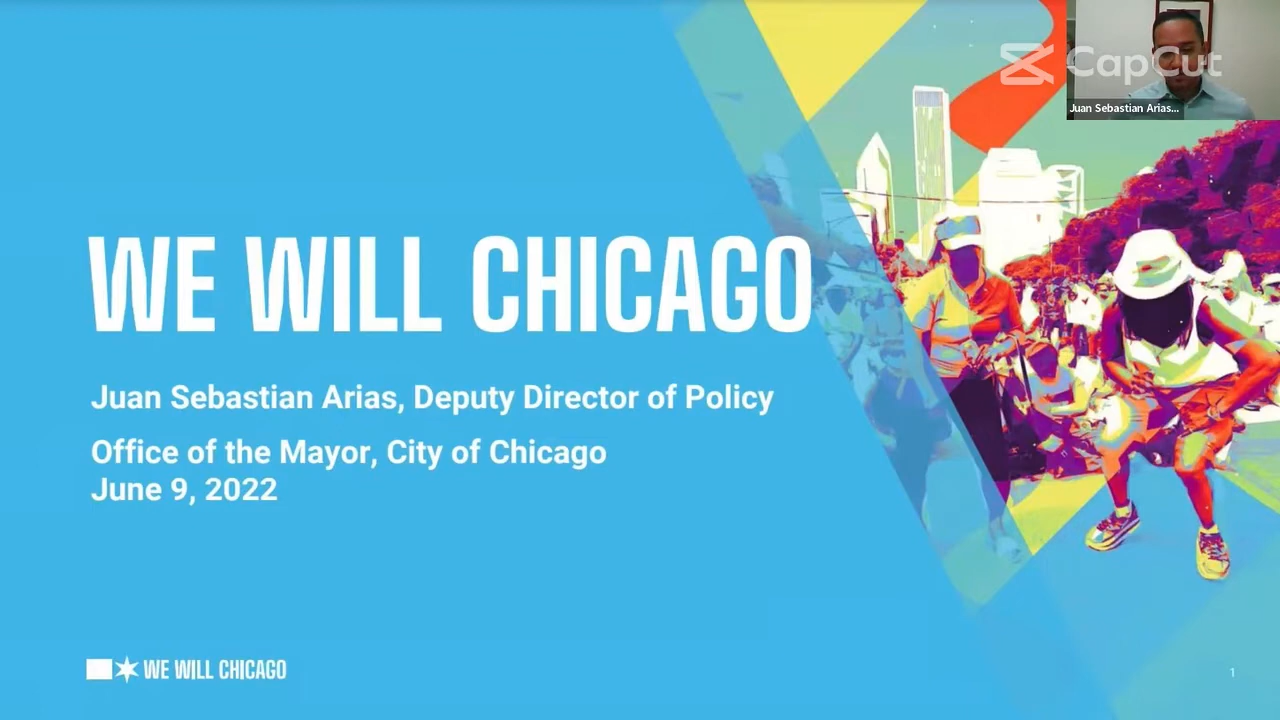 CapCut
Juan Sebastian Arias...
WE WILL CHICAGO
Juan Sebastian Arias, Deputy Director of Policy
Office of the Mayor, City of Chicago
June 9, 2022
WE WILL CHICAGO
1